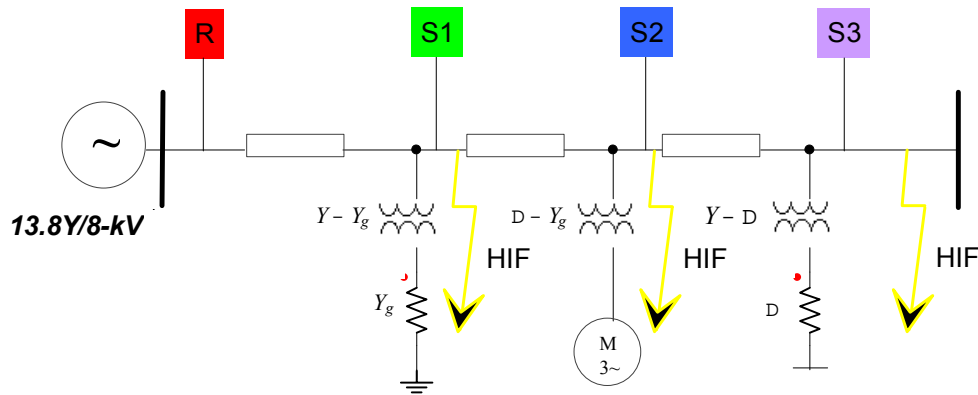 R
S1
S2
S3
~
13.8Y/8-kV
Y – Yg
D – Yg
Y – D
HIF
HIF
HIF
Yg
D
M
3~